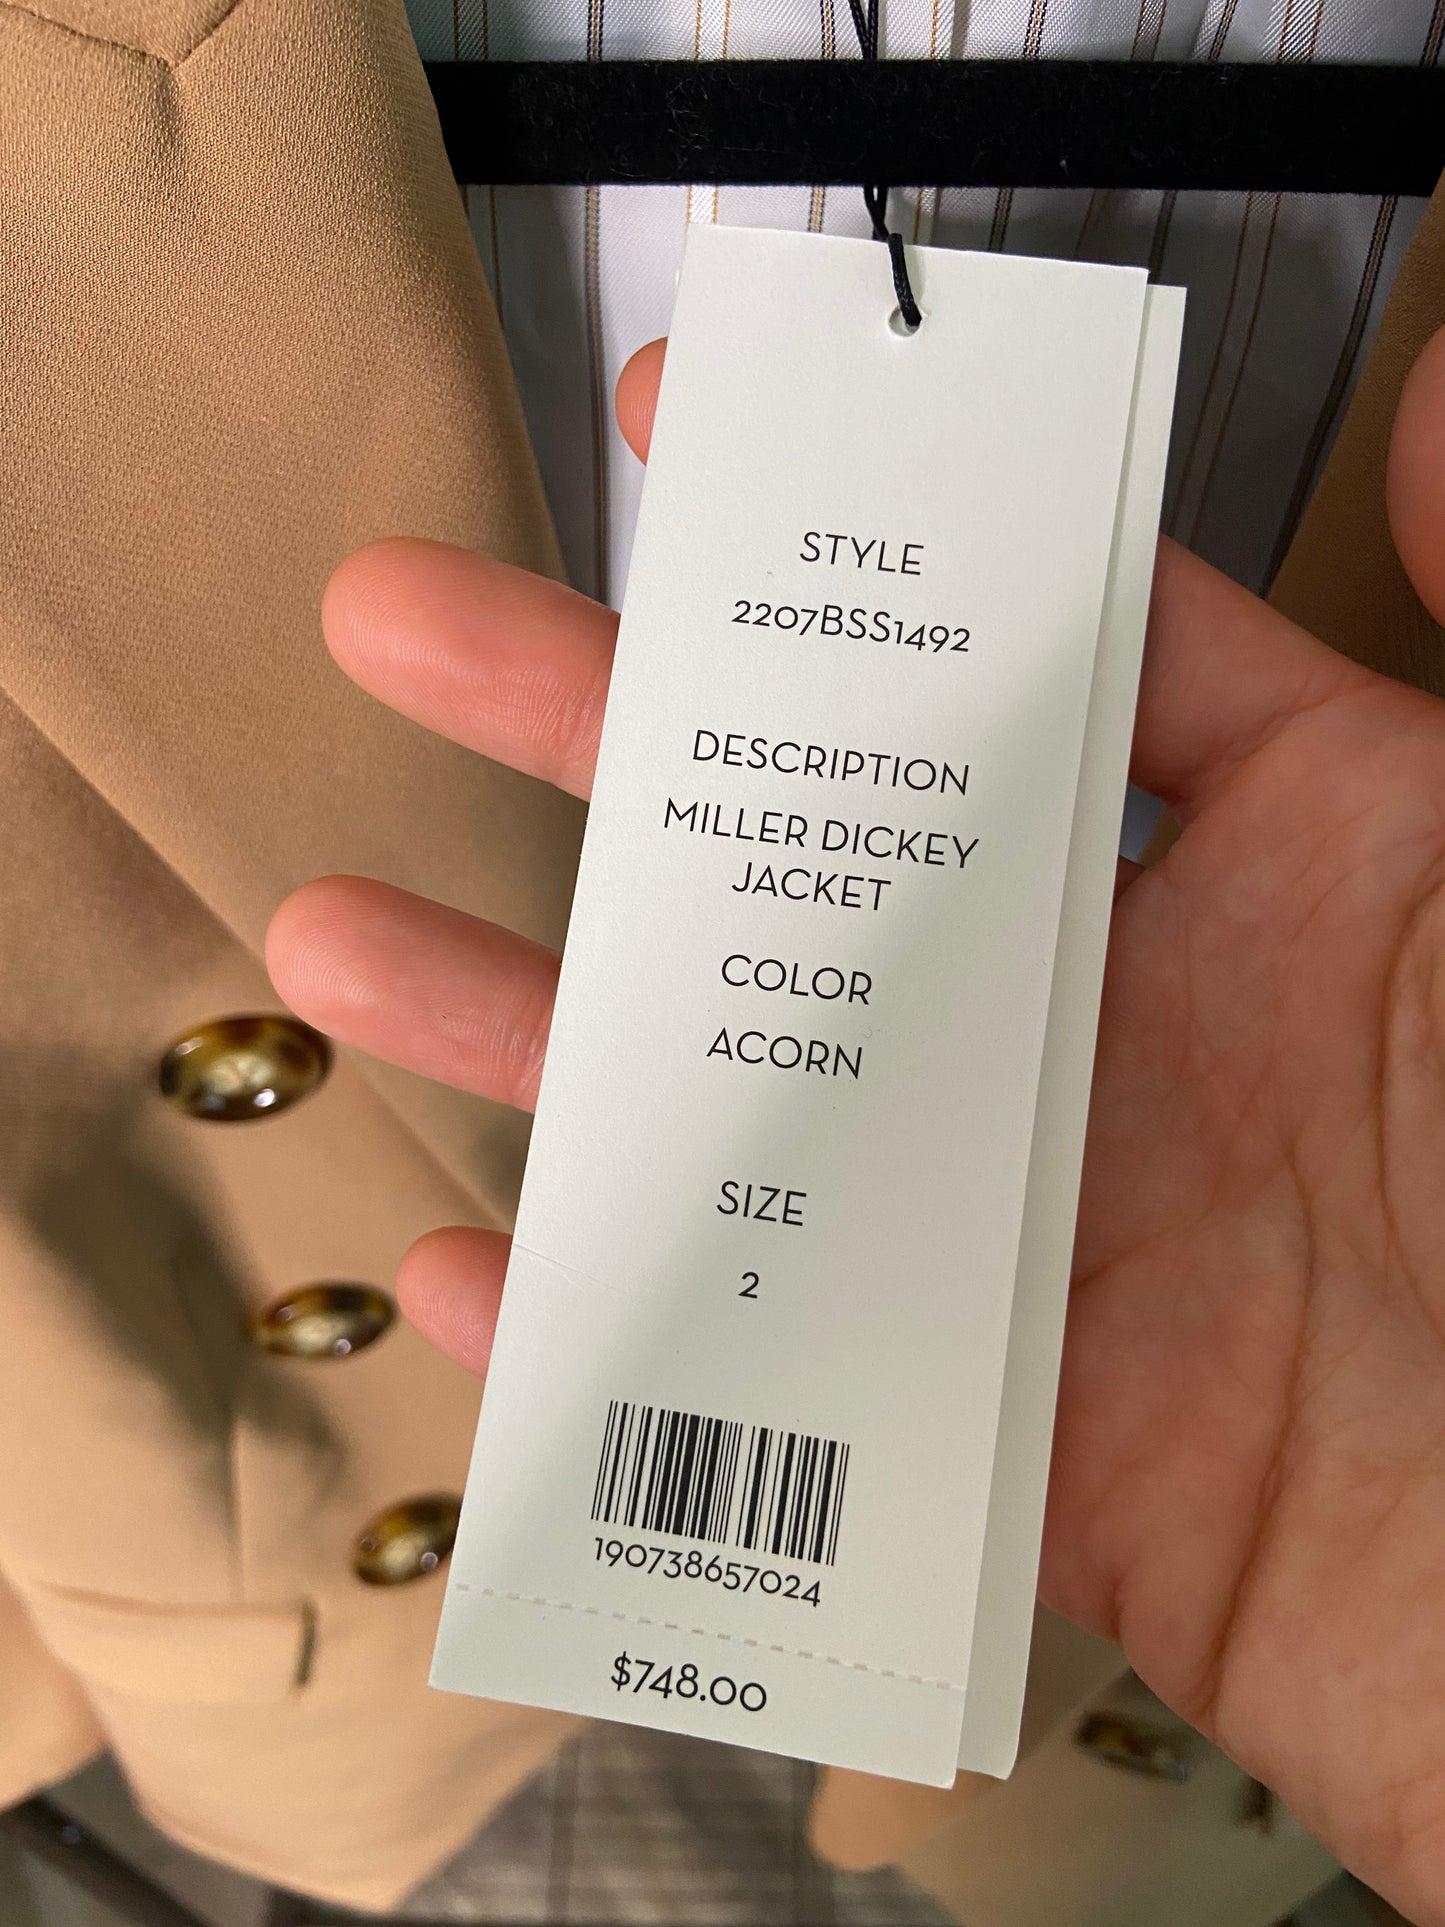 STYLE
2207BSS1492
DESCRIPTION
MILLER DICKEY
JACKET
COLOR
ACORN
SIZE
2
190738657024
$748.00